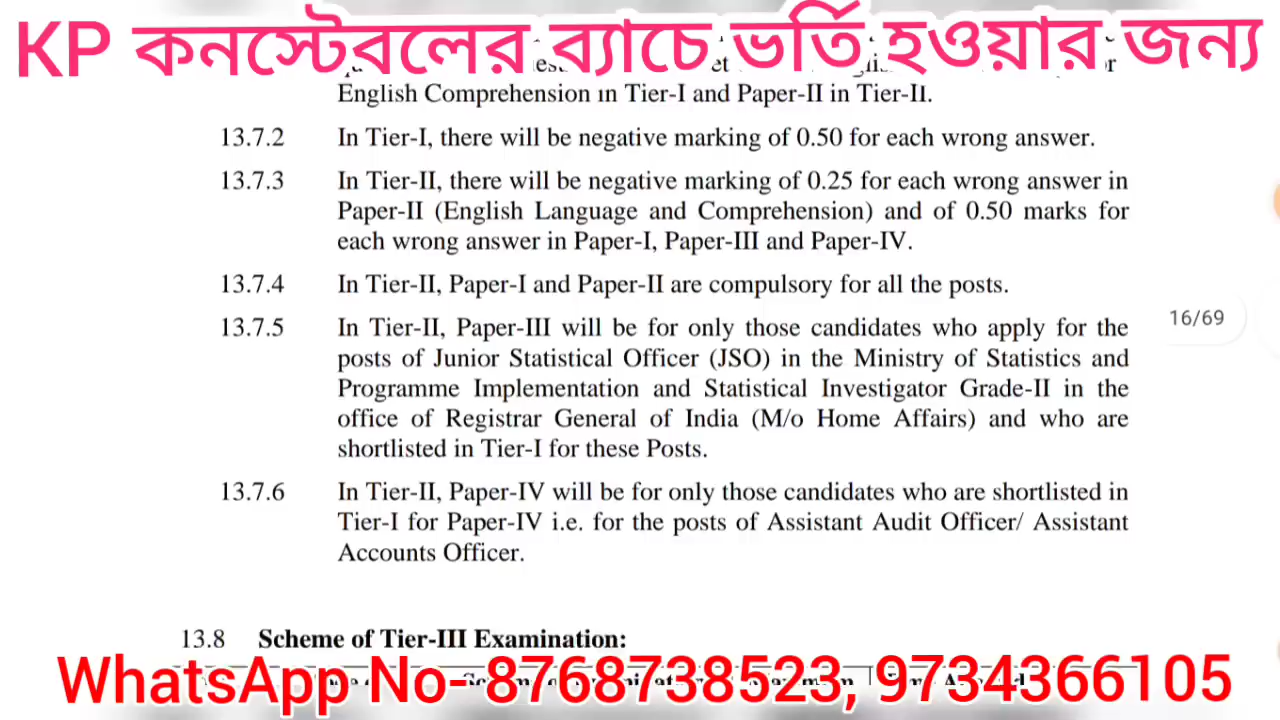 KP কনস্টেবলের ব্যাচে ভর্তি হওয়ার জন্য
English Comprehension in Tier-I and Paper-II in Tier-II.
13.7.2 In Tier-I, there will be negative marking of 0.50 for each wrong answer.
13.7.3 In Tier-II, there will be negative marking of 0.25 for each wrong answer in
Paper-II (English Language and Comprehension) and of 0.50 marks for
each wrong answer in Paper-I, Paper-III and Paper-IV.
13.7.4 In Tier-II, Paper-I and Paper-II are compulsory for all the posts.
13.7.5 In Tier-II, Paper-III will be for only those candidates who apply for the
16/69
posts of Junior Statistical Officer (JSO) in the Ministry of Statistics and
Programme Implementation and Statistical Investigator Grade-II in the
office of Registrar General of India (M/o Home Affairs) and who are
shortlisted in Tier-I for these Posts.
13.7.6 In Tier-II, Paper-IV will be for only those candidates who are shortlisted in
Tier-I for Paper-IV i.e. for the posts of Assistant Audit Officer/ Assistant
Accounts Officer.
13.8 Scheme of Tier-III Examination:
WhatsApp No- 8768738523, 9734366105